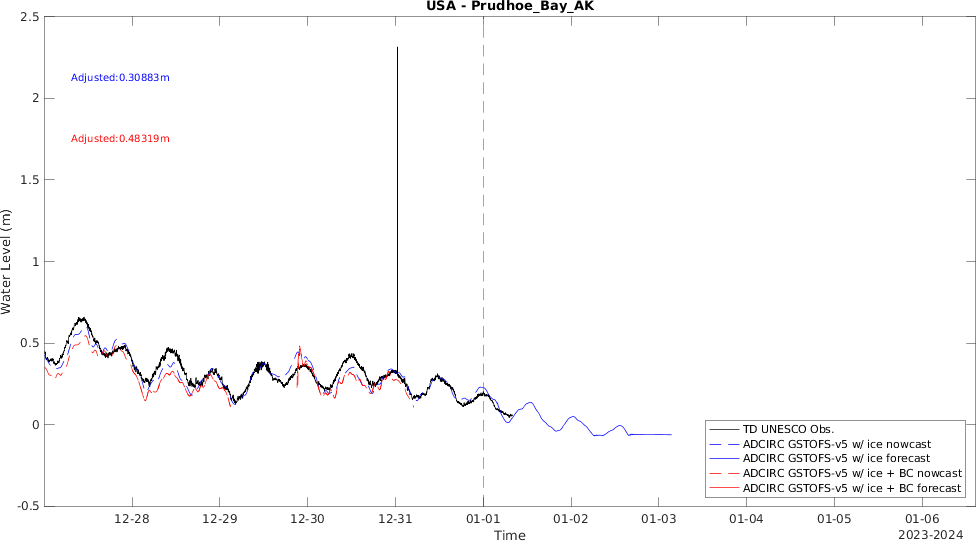 USA - Prudhoe_Bay_AK
2.5
2
1.5
1
0.5
0
-0.5
Water Level (m)
Adjusted:0.30883m
Adjusted:0.48319m
TD UNESCO Obs.
ADCIRC GSTOFS-v5 w/ ice nowcast
ADCIRC GSTOFS-v5 w/ ice forecast
ADCIRC GSTOFS-v5 w/ ice + BC nowcast
ADCIRC GSTOFS-v5 w/ ice + BC forecast
12-28 12-29 12-30 12-31 01-01 01-02 01-03 01-04 01-05 01-06
Time
2023-2024